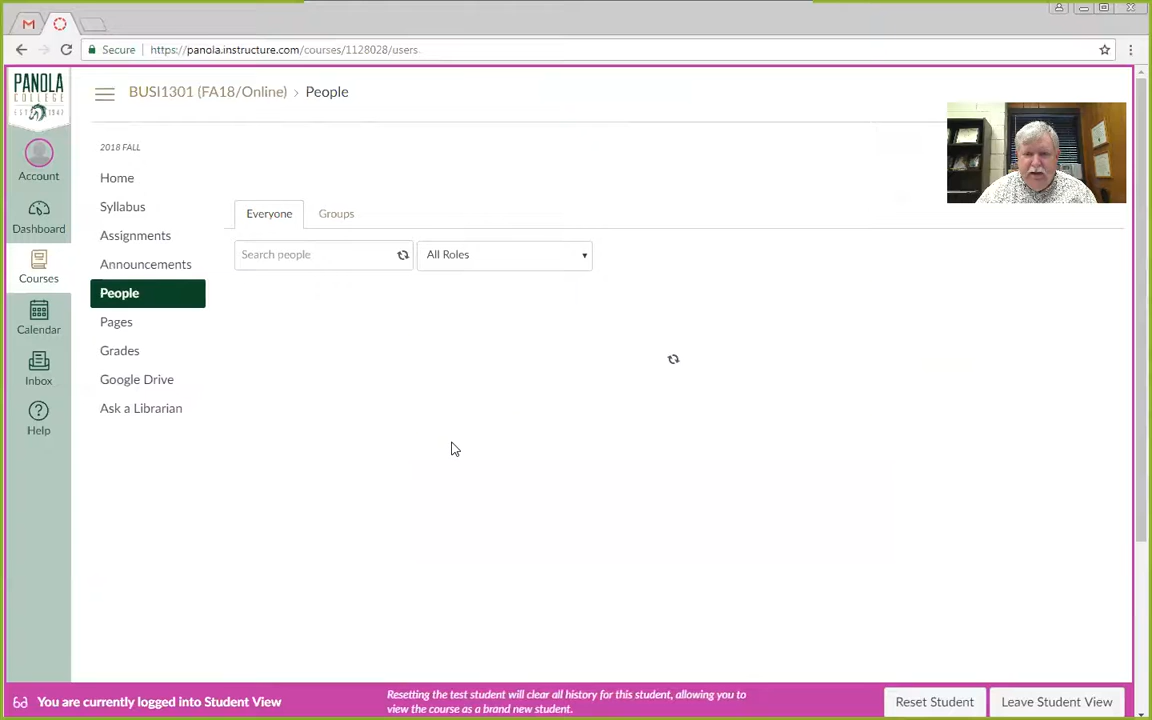 Secure
https://panola.instructure.com/courses/1128028/users
PANOLA
COLLEGE
BUSI1301 (FA18/Online) › People
2018 FALL
Account
Dashboard
Courses
Calendar
Inbox
Help
Home
Syllabus
Assignments
Announcements
People
Pages
Grades
Google Drive
Ask a Librarian
Everyone
Groups
Search people
All Roles
You are currently logged into Student View
Resetting the test student will clear all history for this student, allowing you to
view the course as a brand new student.
Reset Student
Leave Student View